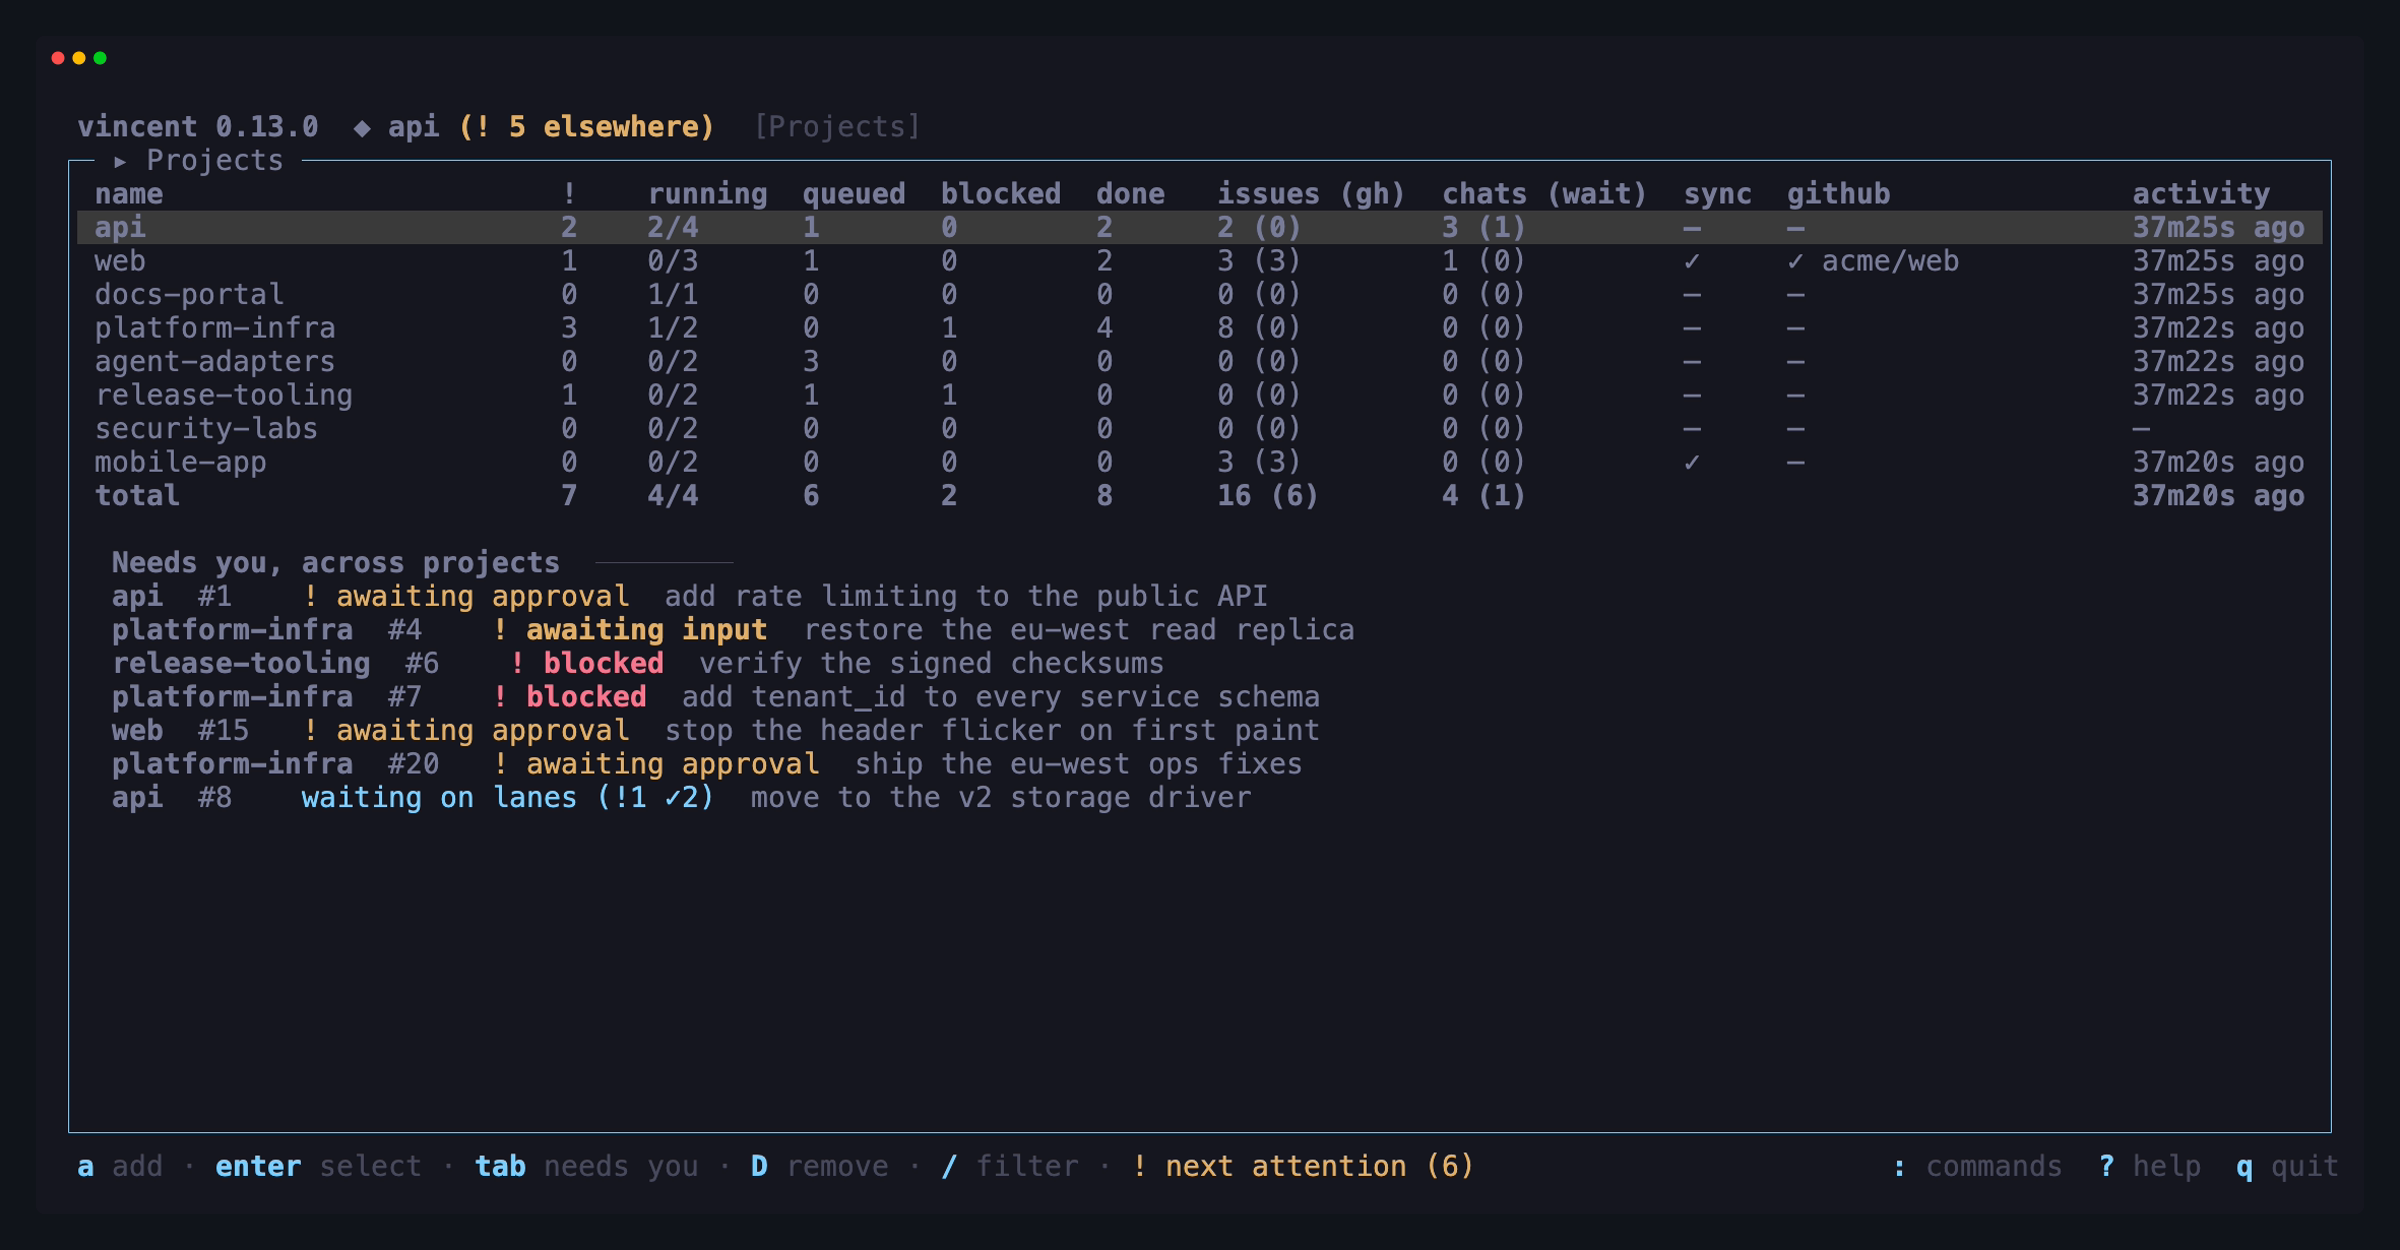 vincent 0.13.0  ◆ api (! 5 elsewhere)  [Projects]
▸ Projects
name  !  running  queued  blocked  done  issues (gh)  chats (wait)  sync  github  activity
api  2  2/4  1  0  2  2 (0)  3 (1)  —  —  37m25s ago
web  1  0/3  1  0  2  3 (3)  1 (0)  ✓  ✓ acme/web  37m25s ago
docs-portal  0  1/1  0  0  0  0 (0)  0 (0)  —  —  37m25s ago
platform-infra  3  1/2  0  1  4  8 (0)  0 (0)  —  —  37m22s ago
agent-adapters  0  0/2  3  0  0  0 (0)  0 (0)  —  —  37m22s ago
release-tooling  1  0/2  1  1  0  0 (0)  0 (0)  —  —  37m22s ago
security-labs  0  0/2  0  0  0  0 (0)  0 (0)  —  —  —
mobile-app  0  0/2  0  0  0  3 (3)  0 (0)  ✓  —  37m20s ago
total  7  4/4  6  2  8  16 (6)  4 (1)  37m20s ago
Needs you, across projects
api  #1  ! awaiting approval  add rate limiting to the public API
platform-infra  #4  ! awaiting input  restore the eu-west read replica
release-tooling  #6  ! blocked  verify the signed checksums
platform-infra  #7  ! blocked  add tenant_id to every service schema
web  #15  ! awaiting approval  stop the header flicker on first paint
platform-infra  #20  ! awaiting approval  ship the eu-west ops fixes
api  #8  waiting on lanes (!1 ✓2)  move to the v2 storage driver
a add · enter select · tab needs you · D remove · / filter · ! next attention (6)  : commands  ? help  q quit